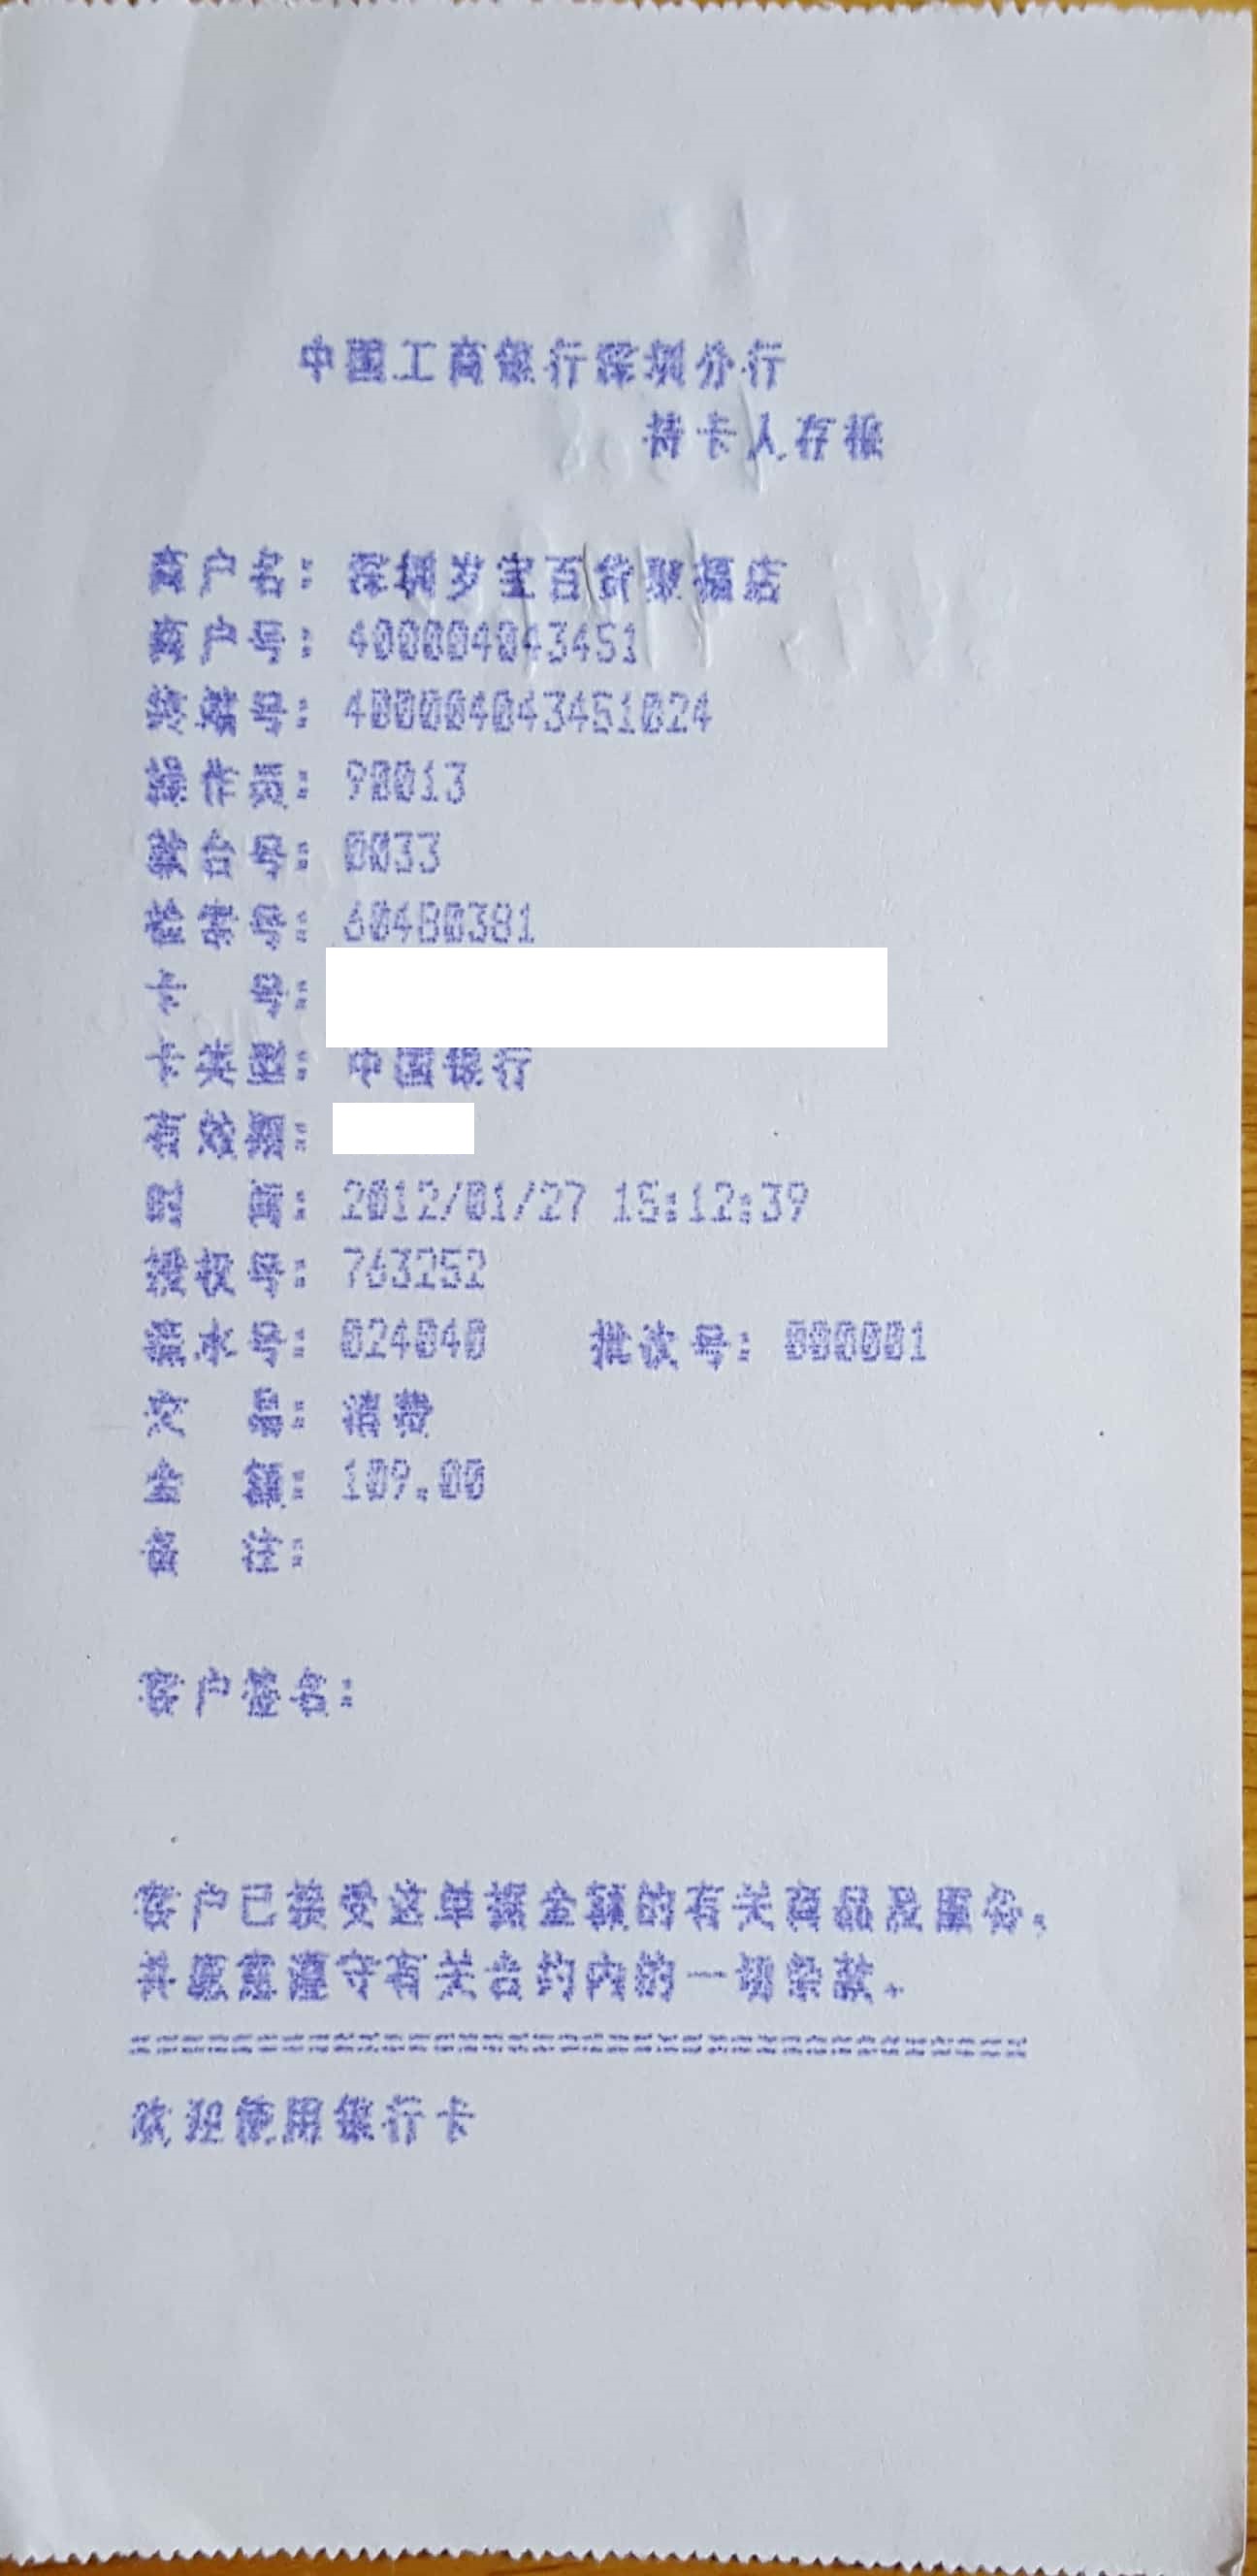 中国工商银行深圳分行
持卡人存根
商户名：深圳岁宝百货聚福店
商户号：400004043451
终端号：400004043451024
操作员：90013
款台号：0033
检索号：60480381
卡　号：
卡类型：中国银行
有效期：
时　间：2012/01/27 15:12:39
授权号：763252
流水号：024040　批次号：000001
交　易：消费
金　额：109.00
备　注：
客户签名：
客户已接受这单据金额的有关商品及服务，
并愿意遵守有关合约内的一切条款。
====================================
欢迎使用银行卡